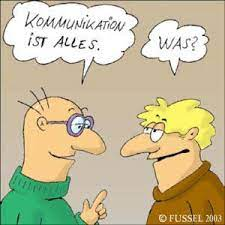 KOMMUNIKATION
IST ALLES.
WAS?
© FUSSEL 2003